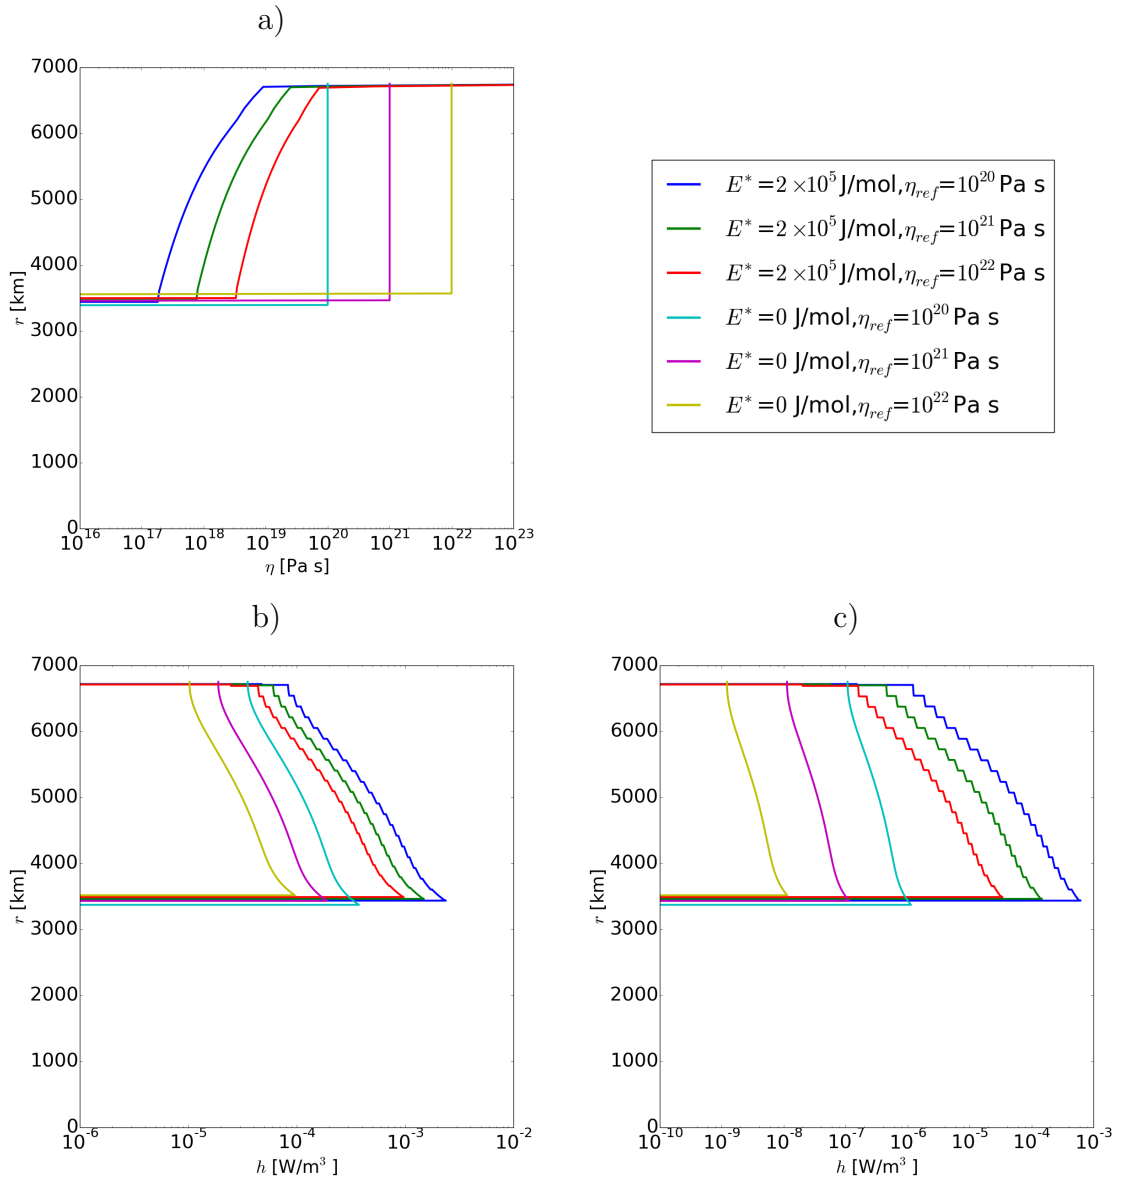 a)
7000
6000
5000
4000
3000
2000
1000
0
r [km]
10^16 10^17 10^18 10^19 10^20 10^21 10^22 10^23
η [Pa s]
E* = 2 ×10^5 J/mol,η_ref=10^20 Pa s
E* = 2 ×10^5 J/mol,η_ref=10^21 Pa s
E* = 2 ×10^5 J/mol,η_ref=10^22 Pa s
E* =0 J/mol,η_ref=10^20 Pa s
E* =0 J/mol,η_ref=10^21 Pa s
E* =0 J/mol,η_ref=10^22 Pa s
b)
7000
6000
5000
4000
3000
2000
1000
0
r [km]
10^-6 10^-5 10^-4 10^-3 10^-2
h [W/m^3 ]
c)
7000
6000
5000
4000
3000
2000
1000
0
r [km]
10^-10 10^-9 10^-8 10^-7 10^-6 10^-5 10^-4 10^-3
h [W/m^3 ]